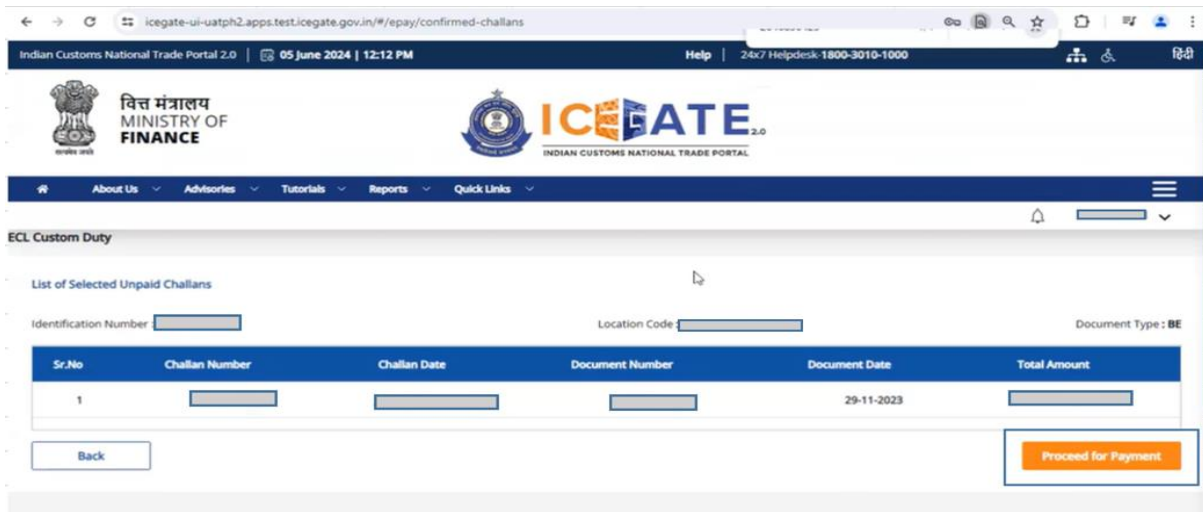 icegate-ui-uatph2.apps.test.icegate.gov.in/#/epay/confirmed-challans
Indian Customs National Trade Portal 2.0 | 05 June 2024 | 12:12 PM Help | 24x7 Helpdesk-1800-3010-1000 हिंदी
वित्त मंत्रालय
MINISTRY OF
FINANCE
सत्यमेव जयते
ICEGATE 2.0
INDIAN CUSTOMS NATIONAL TRADE PORTAL
About Us Advisories Tutorials Reports Quick Links
ECL Custom Duty
List of Selected Unpaid Challans
Identification Number : Location Code : Document Type : BE
Sr.No Challan Number Challan Date Document Number Document Date Total Amount
1 29-11-2023
Back Proceed for Payment